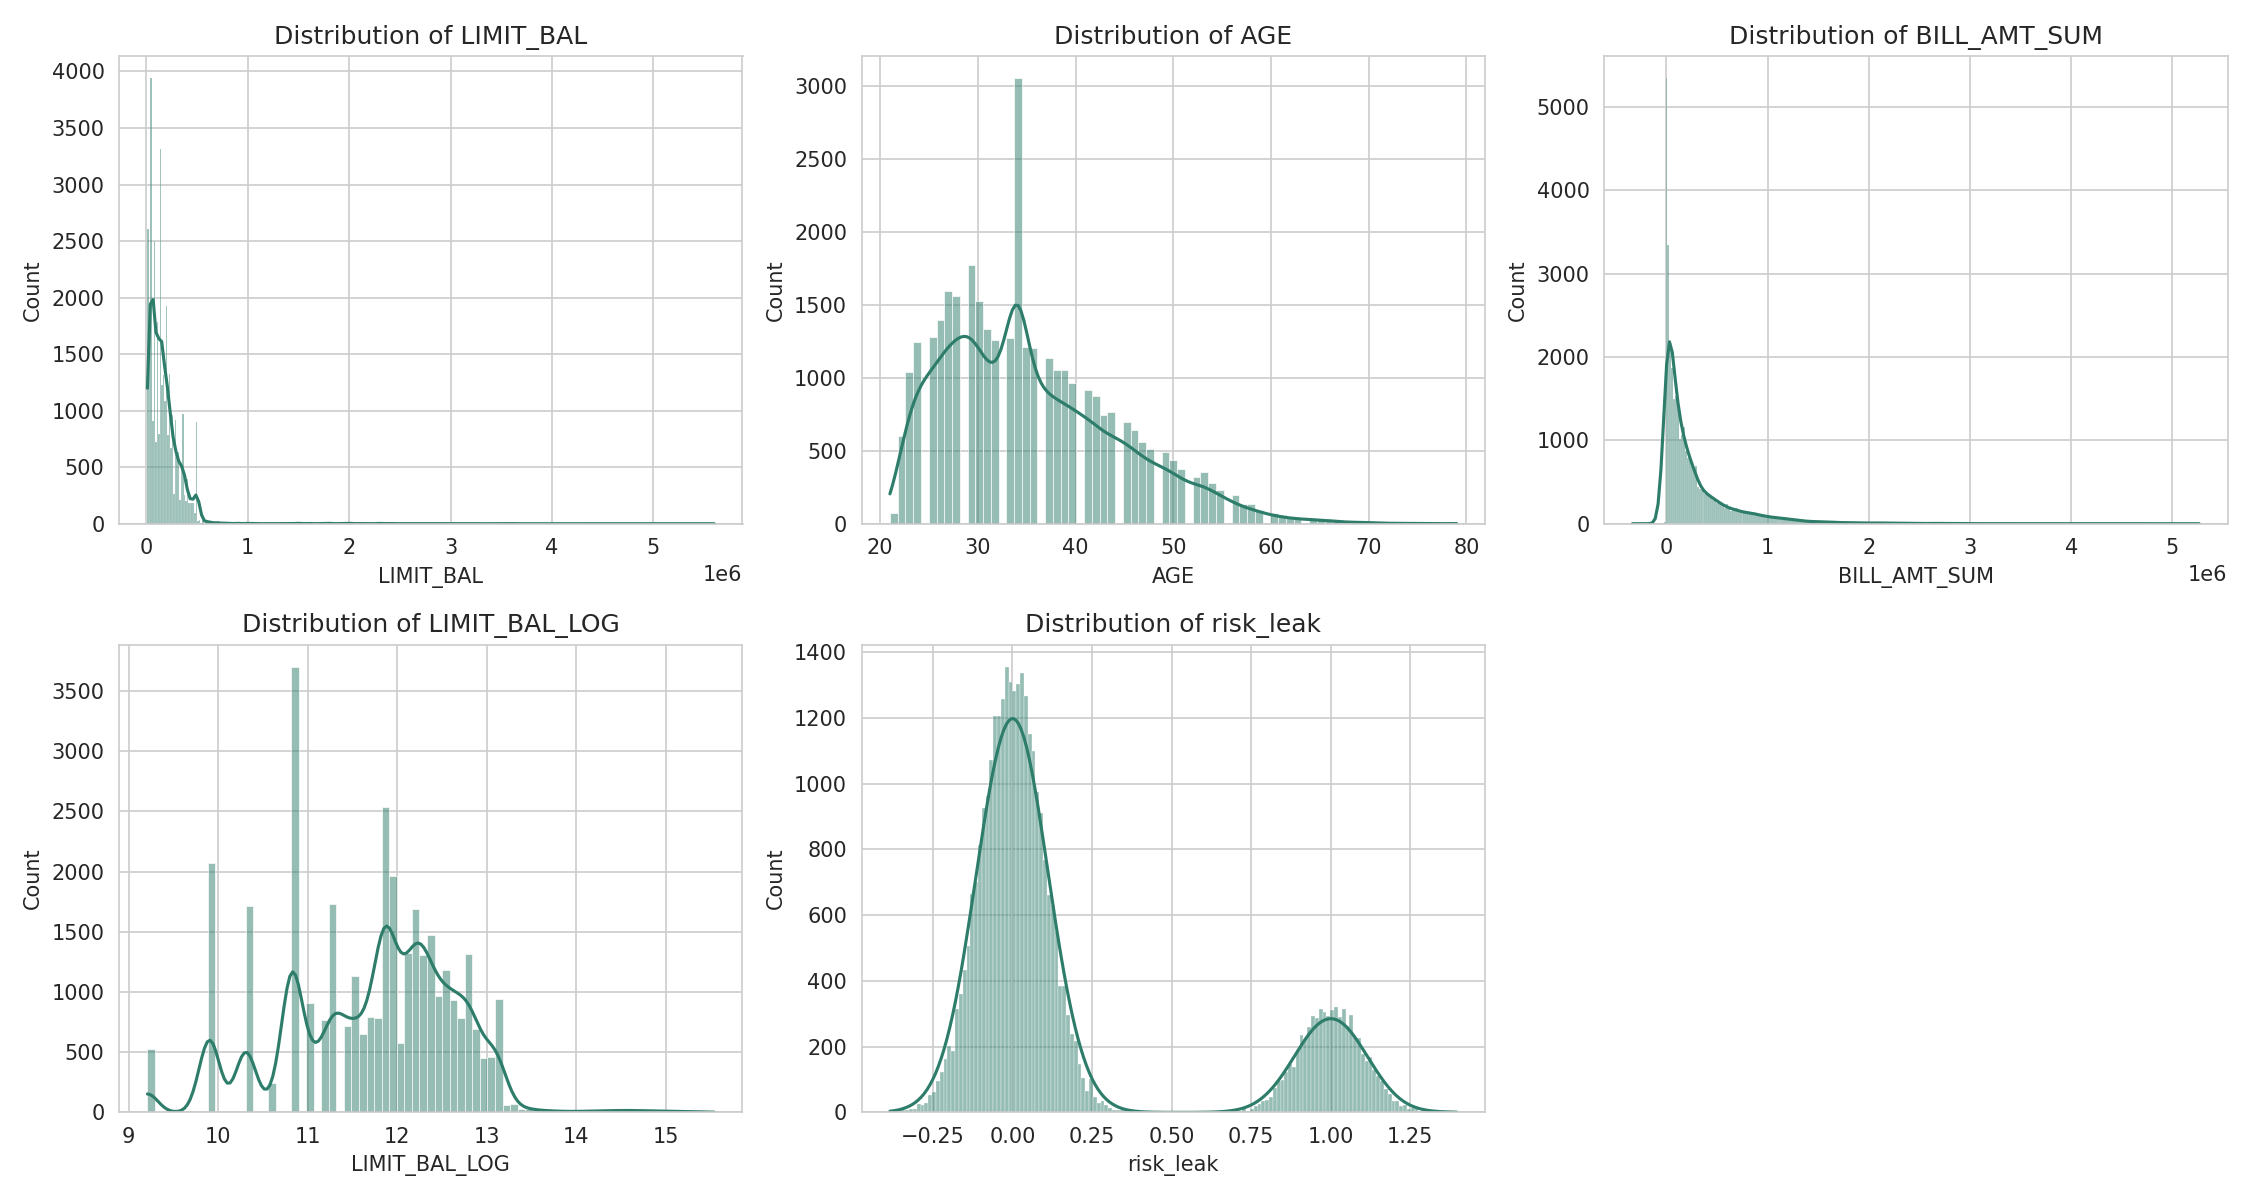 Distribution of LIMIT_BAL
Count
4000
3500
3000
2500
2000
1500
1000
500
0
0 1 2 3 4 5
1e6
LIMIT_BAL
Distribution of AGE
Count
3000
2500
2000
1500
1000
500
0
20 30 40 50 60 70 80
AGE
Distribution of BILL_AMT_SUM
Count
5000
4000
3000
2000
1000
0
0 1 2 3 4 5
1e6
BILL_AMT_SUM
Distribution of LIMIT_BAL_LOG
Count
3500
3000
2500
2000
1500
1000
500
0
9 10 11 12 13 14 15
LIMIT_BAL_LOG
Distribution of risk_leak
Count
1400
1200
1000
800
600
400
200
0
−0.25 0.00 0.25 0.50 0.75 1.00 1.25
risk_leak